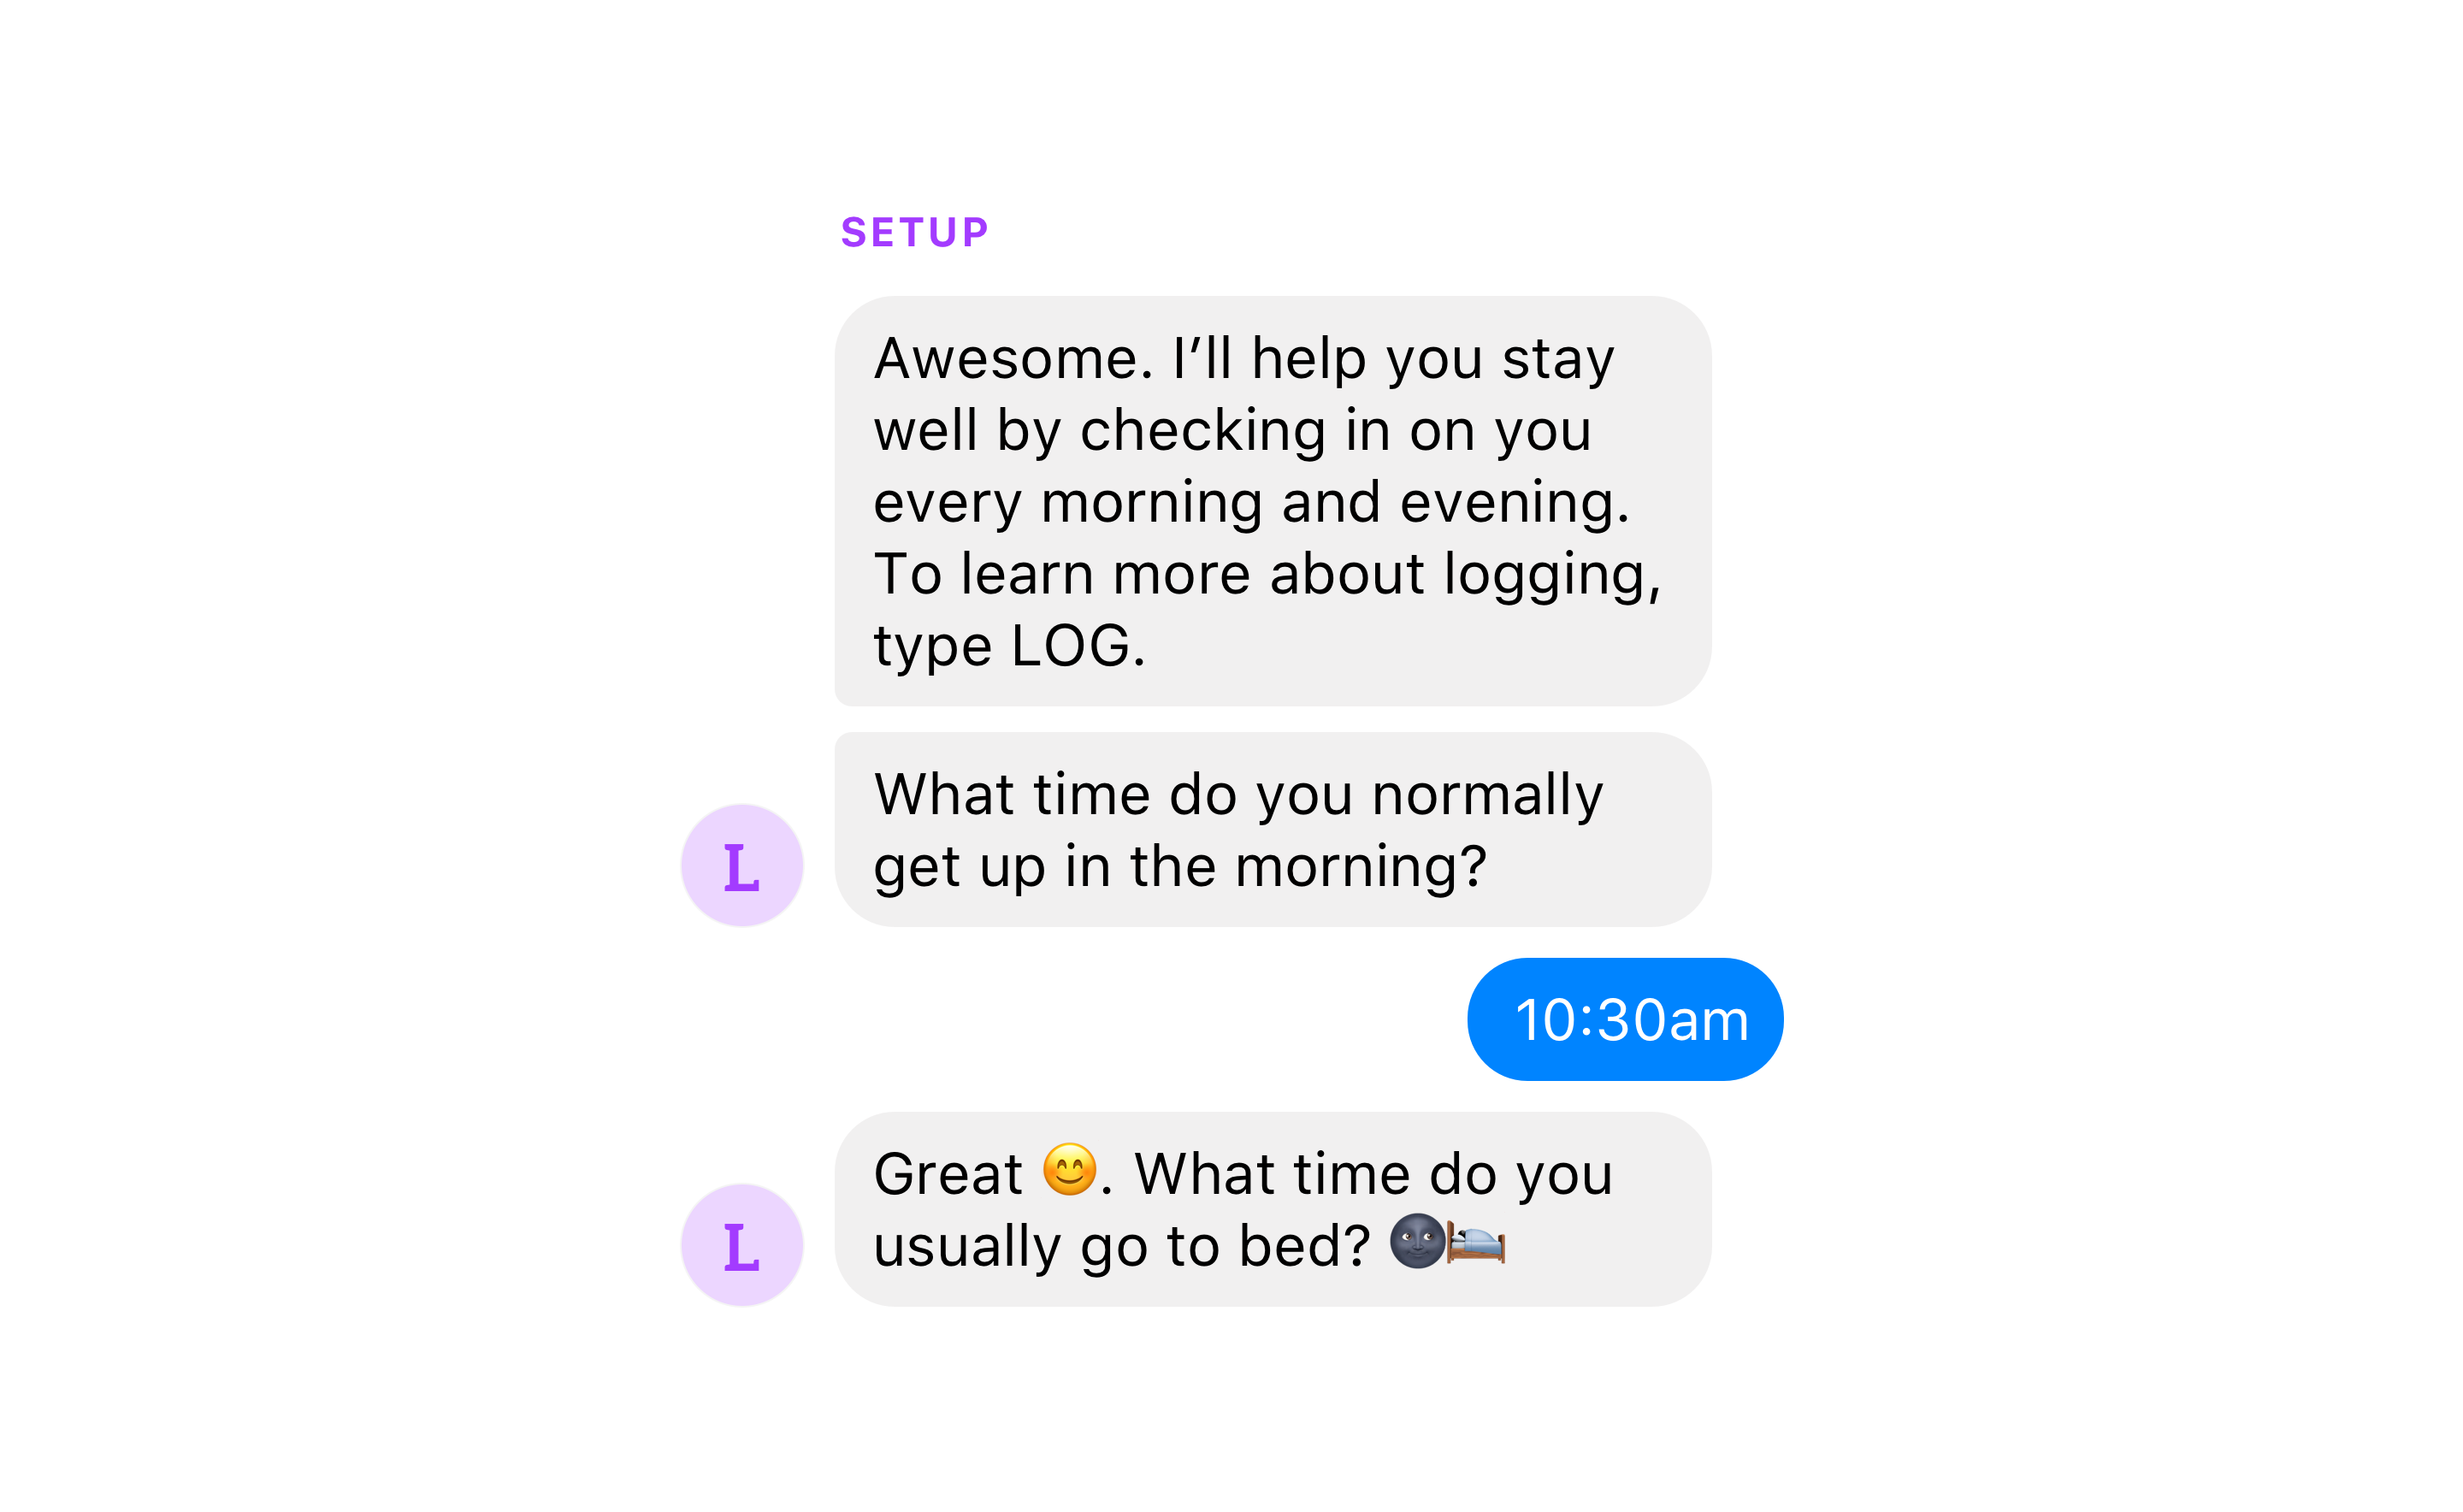 SETUP
Awesome. I’ll help you stay
well by checking in on you
every morning and evening.
To learn more about logging,
type LOG.
What time do you normally
get up in the morning?
L
10:30am
Great 😊. What time do you
usually go to bed? 🌚🛌
L